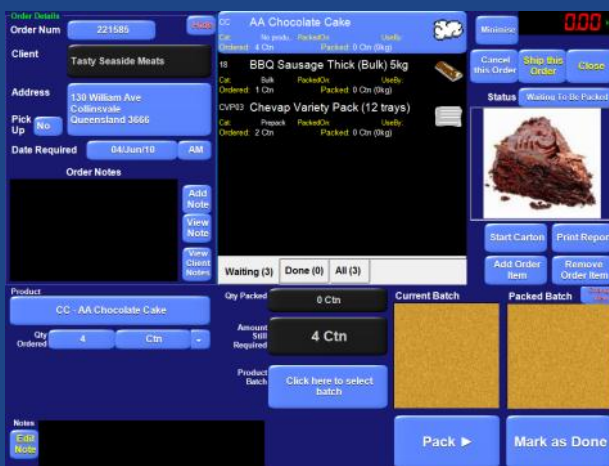 Order Details
Order Num 221585
Client Tasty Seaside Meats
Address 130 William Ave
Collinsvale
Queensland 3666
Pick Up No
Date Required 04/Jun/10 AM
Order Notes
Add Note
View Note
View Client Notes
CC AA Chocolate Cake
Cat: No produ.. PackedOn: UseBy:
Ordered: 4 Ctn Packed: 0 Ctn (0kg)
18 BBQ Sausage Thick (Bulk) 5kg
Cat: Bulk PackedOn: UseBy:
Ordered: 1 Ctn Packed: 0 Ctn (0kg)
CVP03 Chevap Variety Pack (12 trays)
Cat: Prepack PackedOn: UseBy:
Ordered: 2 Ctn Packed: 0 Ctn (0kg)
Waiting (3) Done (0) All (3)
Minimise 0.00
Cancel this Order
Ship this Order
Close
Status Waiting To Be Packed
Start Carton
Print Repor
Add Order Item
Remove Order Item
Product
CC - AA Chocolate Cake
Qty Ordered 4 Ctn -
Qty Packed 0 Ctn
Amount Still Required 4 Ctn
Product Batch Click here to select batch
Current Batch
Packed Batch
Notes
Edit Note
Pack ►
Mark as Done